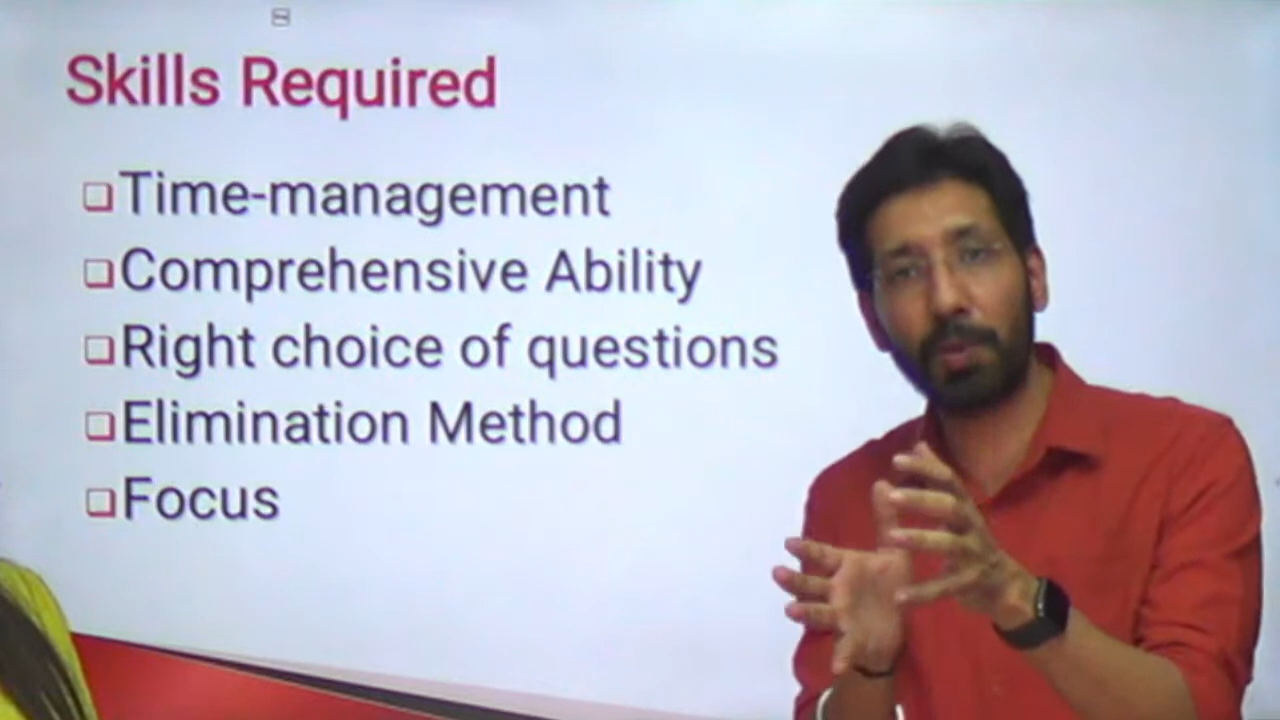 Skills Required
Time-management
Comprehensive Ability
Right choice of questions
Elimination Method
Focus